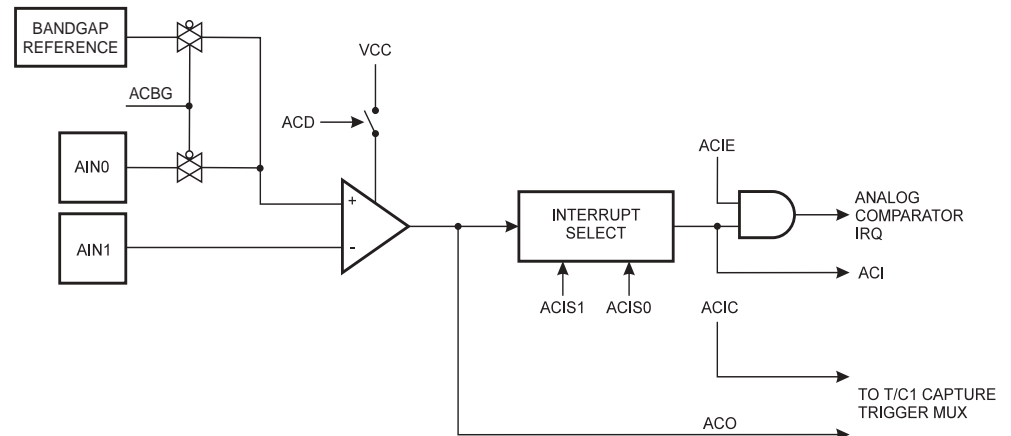 BANDGAP
REFERENCE
VCC
ACBG
ACD
AIN0
ACIE
+
INTERRUPT
SELECT
ANALOG
COMPARATOR
IRQ
AIN1
-
ACI
ACIS1
ACIS0
ACIC
TO T/C1 CAPTURE
TRIGGER MUX
ACO